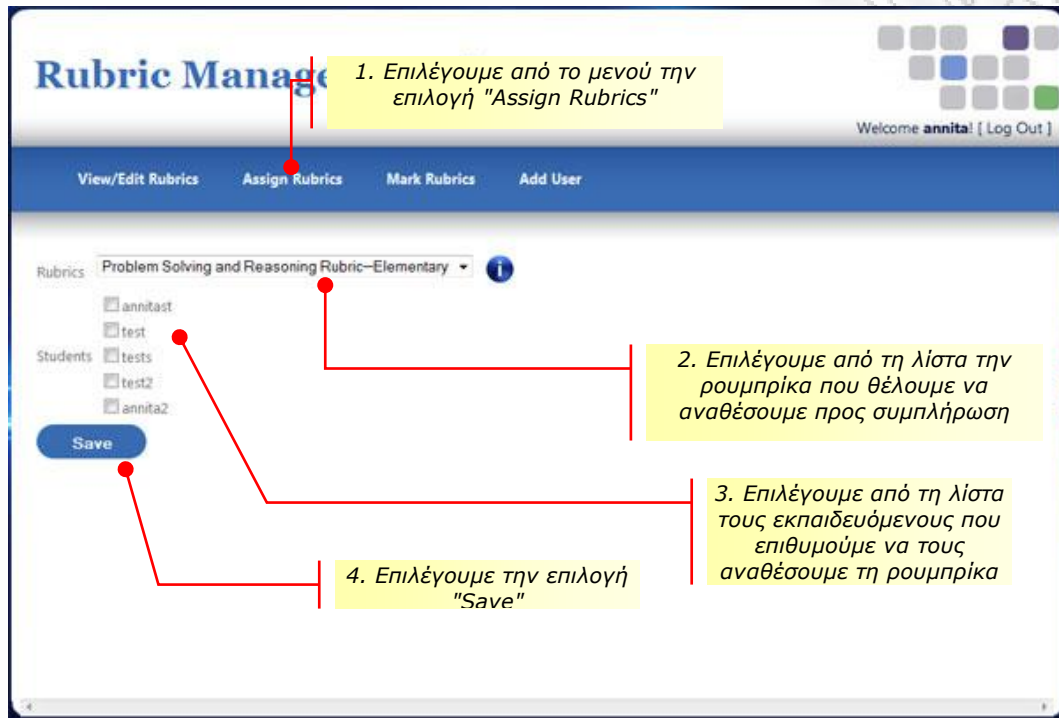 Rubric Manage
1. Επιλέγουμε από το μενού την
επιλογή "Assign Rubrics"
Welcome annita! [ Log Out ]
View/Edit Rubrics Assign Rubrics Mark Rubrics Add User
Rubrics Problem Solving and Reasoning Rubric—Elementary
annitast
test
Students tests
test2
annita2
Save
2. Επιλέγουμε από τη λίστα την
ρουμπρίκα που θέλουμε να
αναθέσουμε προς συμπλήρωση
3. Επιλέγουμε από τη λίστα
τους εκπαιδευόμενους που
επιθυμούμε να τους
αναθέσουμε τη ρουμπρίκα
4. Επιλέγουμε την επιλογή
"Save"